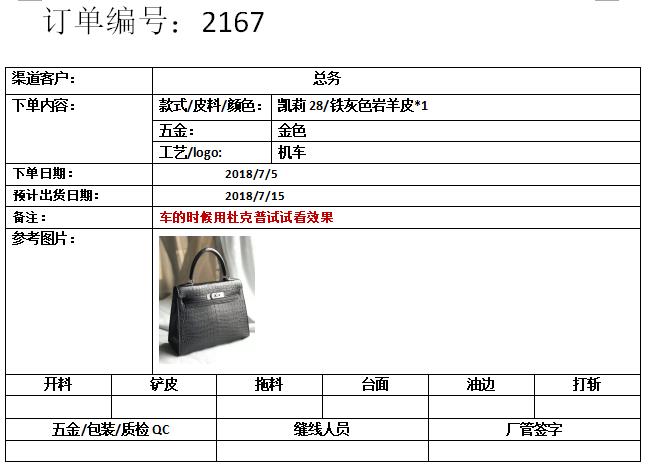 订单编号：2167
渠道客户： 总务
下单内容： 款式/皮料/颜色： 凯莉 28/铁灰色岩羊皮*1
五金： 金色
工艺/logo: 机车
下单日期： 2018/7/5
预计出货日期： 2018/7/15
备注： 车的时候用杜克普试试看效果
参考图片：
开料 铲皮 拖料 台面 油边 打斩
五金/包装/质检 QC 缝线人员 厂管签字